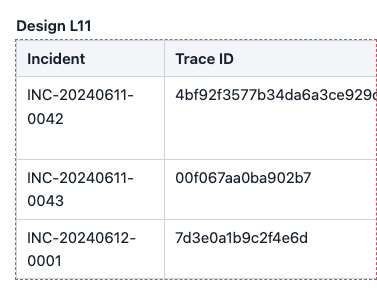 Design L11
Incident Trace ID
INC-20240611- 4bf92f3577b34da6a3ce929
0042
INC-20240611- 00f067aa0ba902b7
0043
INC-20240612- 7d3e0a1b9c2f4e6d
0001